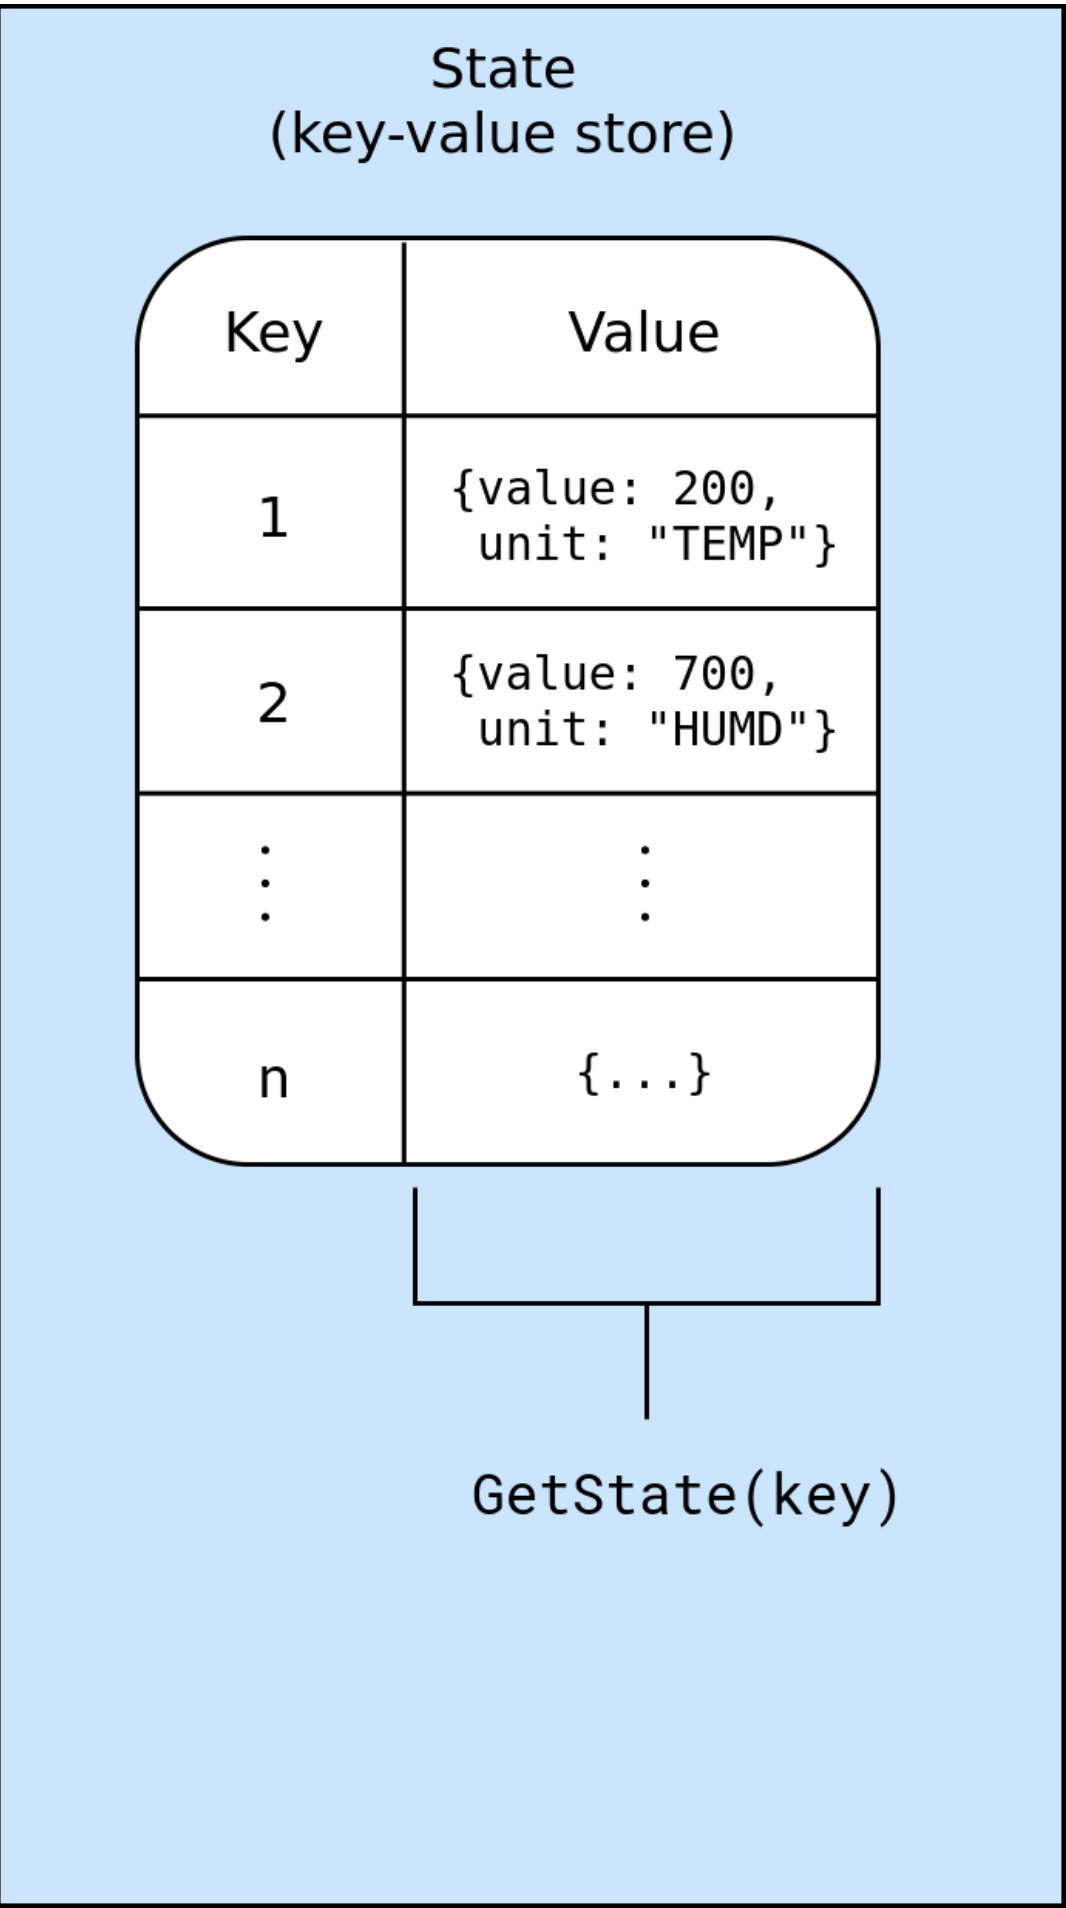 State
(key-value store)
Key
Value
1
{value: 200,
unit: "TEMP"}
2
{value: 700,
unit: "HUMD"}
n
{...}
GetState(key)